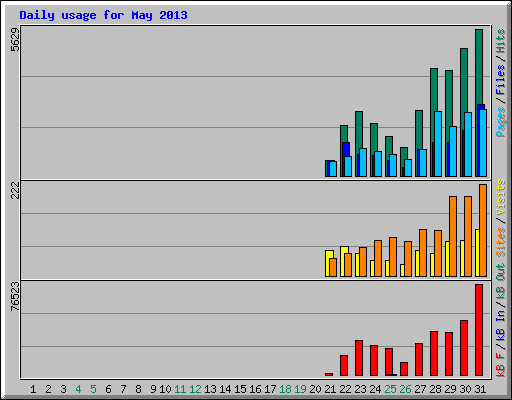 Daily usage for May 2013
5629
Pages / Files / Hits
222
Sites / Visits
76523
kB F / kB In / kB Out
1 2 3 4 5 6 7 8 9 10 11 12 13 14 15 16 17 18 19 20 21 22 23 24 25 26 27 28 29 30 31